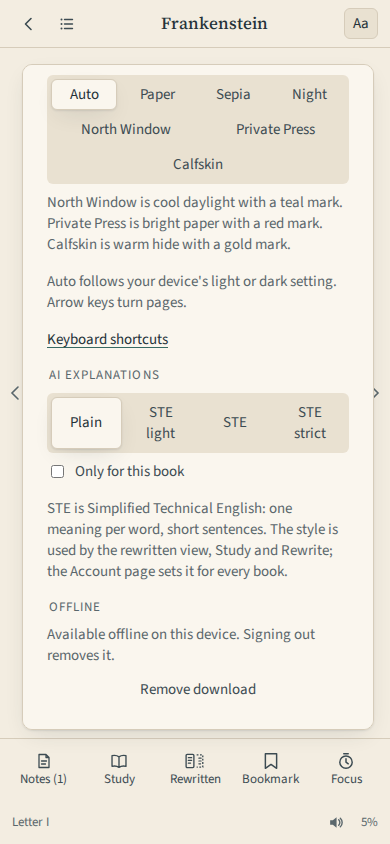 Frankenstein
Aa
Auto Paper Sepia Night
North Window Private Press
Calfskin
North Window is cool daylight with a teal mark.
Private Press is bright paper with a red mark.
Calfskin is warm hide with a gold mark.
Auto follows your device's light or dark setting.
Arrow keys turn pages.
Keyboard shortcuts
AI EXPLANATIONS
Plain STE light STE STE strict
Only for this book
STE is Simplified Technical English: one
meaning per word, short sentences. The style is
used by the rewritten view, Study and Rewrite;
the Account page sets it for every book.
OFFLINE
Available offline on this device. Signing out
removes it.
Remove download
Notes (1) Study Rewritten Bookmark Focus
Letter I 5%